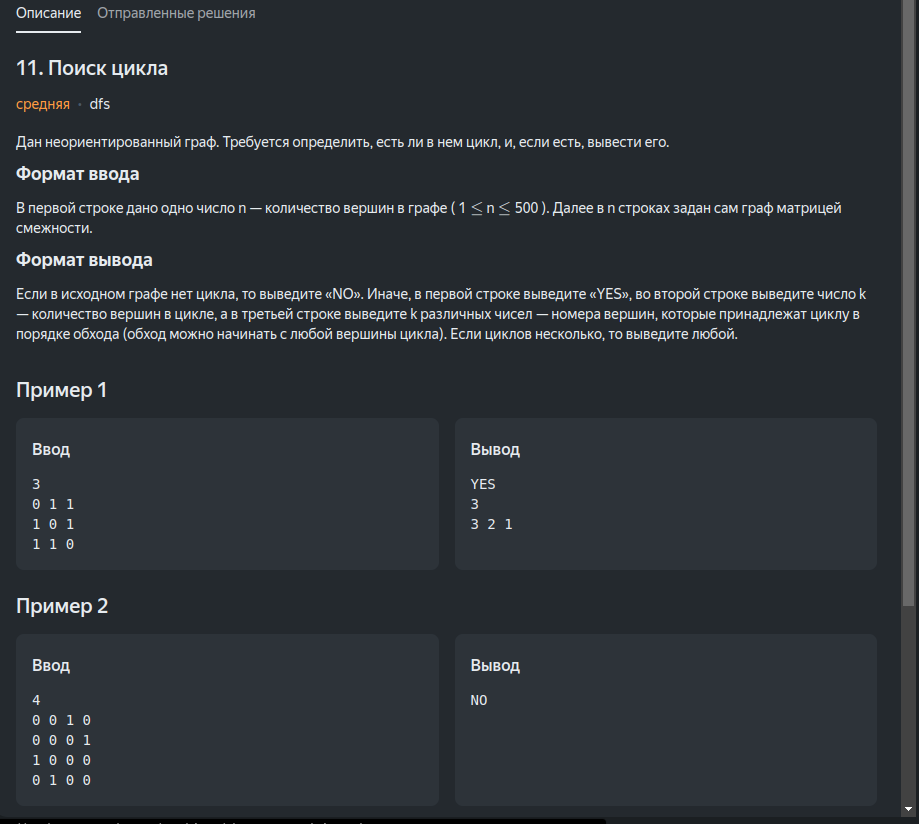 Описание Отправленные решения
11. Поиск цикла
средняя • dfs
Дан неориентированный граф. Требуется определить, есть ли в нем цикл, и, если есть, вывести его.
Формат ввода
В первой строке дано одно число n — количество вершин в графе ( 1 ≤ n ≤ 500 ). Далее в n строках задан сам граф матрицей
смежности.
Формат вывода
Если в исходном графе нет цикла, то выведите «NO». Иначе, в первой строке выведите «YES», во второй строке выведите число k
— количество вершин в цикле, а в третьей строке выведите k различных чисел — номера вершин, которые принадлежат циклу в
порядке обхода (обход можно начинать с любой вершины цикла). Если циклов несколько, то выведите любой.
Пример 1
Ввод
3
0 1 1
1 0 1
1 1 0
Вывод
YES
3
3 2 1
Пример 2
Ввод
4
0 0 1 0
0 0 0 1
1 0 0 0
0 1 0 0
Вывод
NO